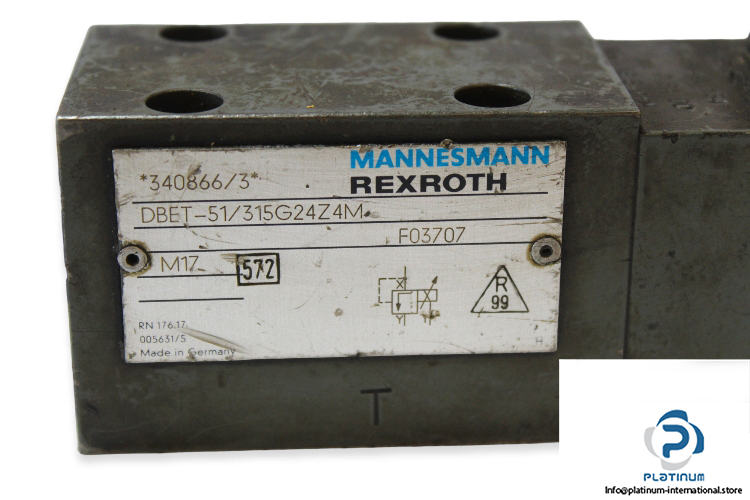 MANNESMANN
REXROTH
*340866/3*
DBET-51/315G24Z4M
F03707
M17 572
R
99
RN 176.17
005631/5
Made in Germany
H
T
PLATINUM
Info@platinum-international.store